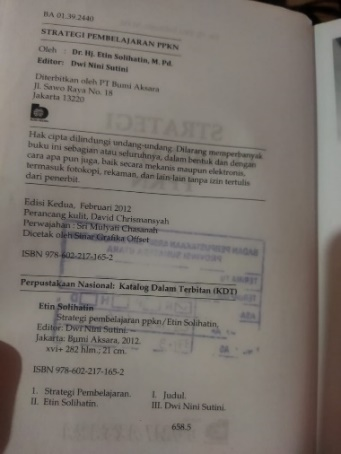 BA 01.39.2440
STRATEGI PEMBELAJARAN PPKN
Oleh : Dr. Hj. Etin Solihatin, M. Pd.
Editor: Dwi Nini Sutini
Diterbitkan oleh PT Bumi Aksara
Jl. Sawo Raya No. 18
Jakarta 13220
Hak cipta dilindungi undang-undang. Dilarang memperbanyak
buku ini sebagian atau seluruhnya, dalam bentuk dan dengan
cara apa pun juga, baik secara mekanis maupun elektronis,
termasuk fotokopi, rekaman, dan lain-lain tanpa izin tertulis
dari penerbit.
Edisi Kedua, Februari 2012
Perancang kulit, David Chrismansyah
Perwajahan : Sri Mulyati Chasanah
Dicetak oleh Sinar Grafika Offset
ISBN 978-602-217-165-2
Perpustakaan Nasional: Katalog Dalam Terbitan (KDT)
Etin Solihatin
Strategi pembelajaran ppkn/Etin Solihatin,
Editor: Dwi Nini Sutini.
Jakarta: Bumi Aksara, 2012.
xvi+ 282 hlm.; 21 cm.
ISBN 978-602-217-165-2
I. Strategi Pembelajaran. I. Judul.
II. Etin Solihatin. III. Dwi Nini Sutini.
658.5